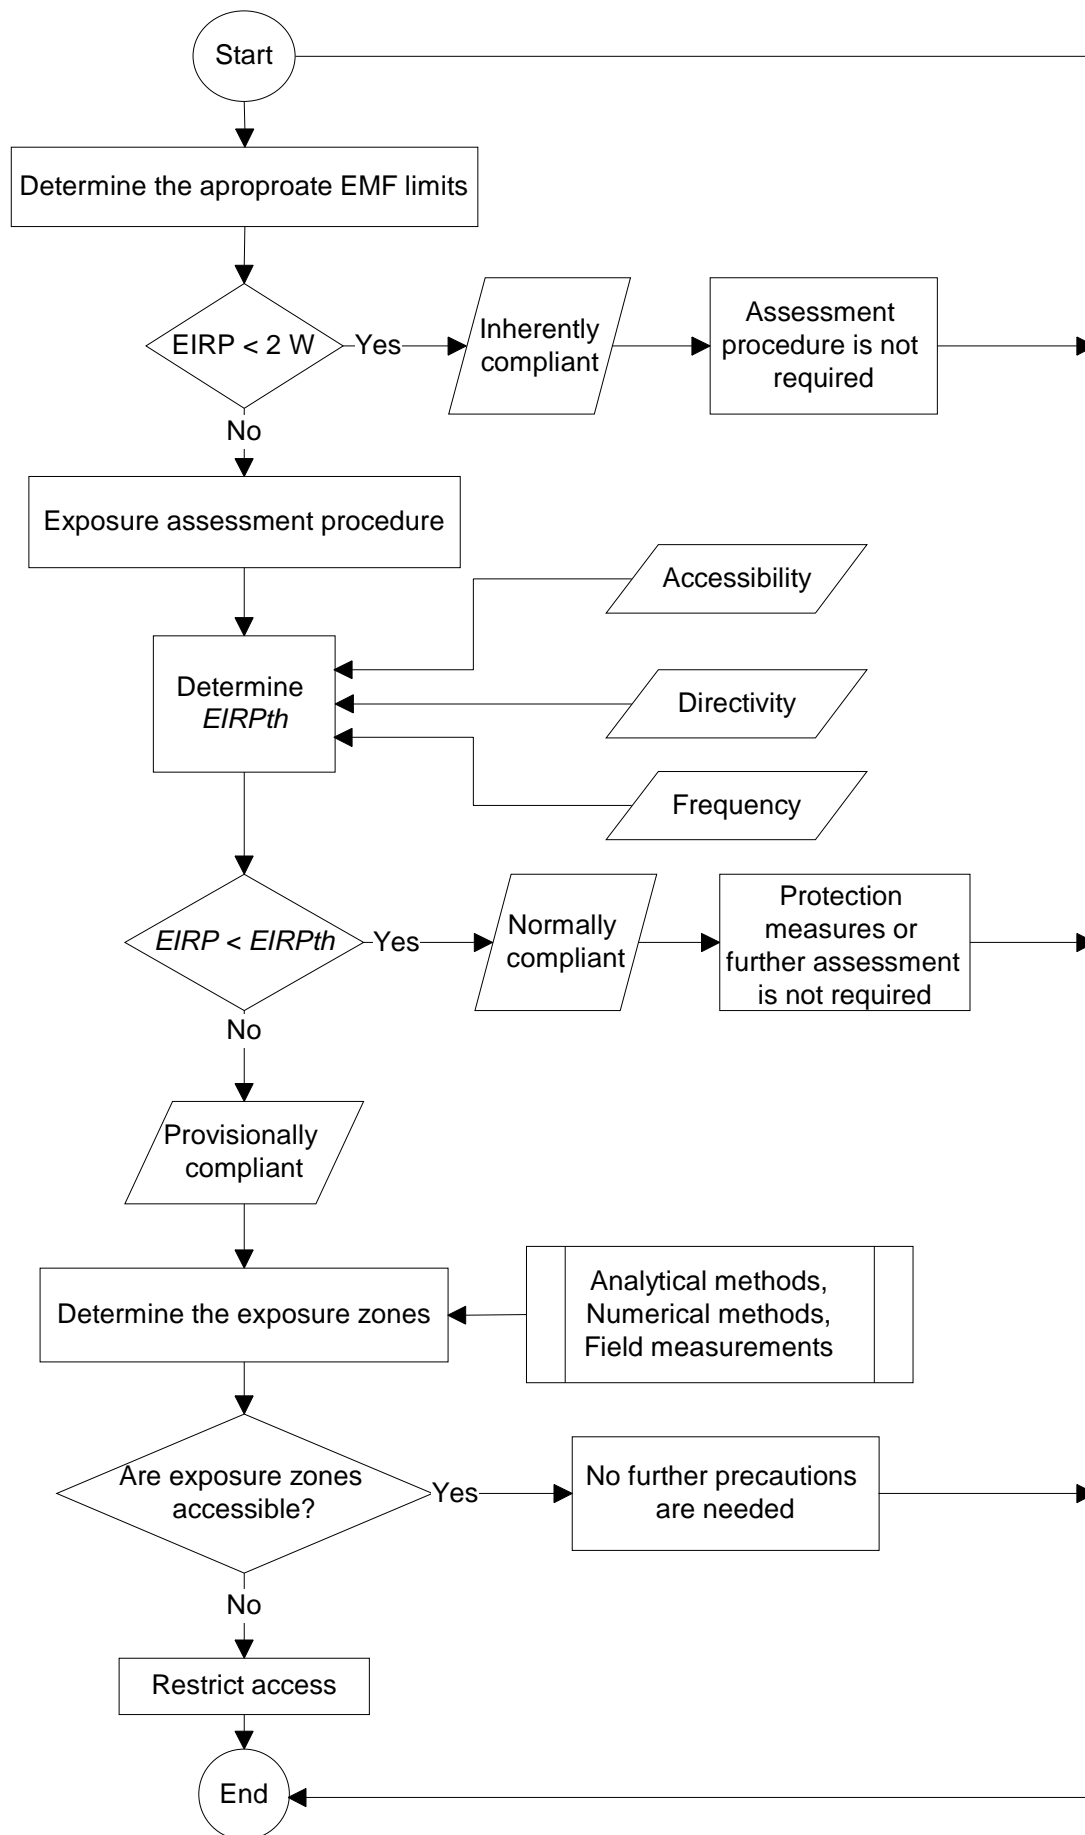 Start
Determine the aproproate EMF limits
EIRP < 2 W
Yes
Inherently
compliant
Assessment
procedure is not
required
No
Exposure assessment procedure
Accessibility
Determine
EIRPth
Directivity
Frequency
EIRP < EIRPth
Yes
Normally
compliant
Protection
measures or
further assessment
is not required
No
Provisionally
compliant
Determine the exposure zones
Analytical methods,
Numerical methods,
Field measurements
Are exposure zones
accessible?
Yes
No further precautions
are needed
No
Restrict access
End